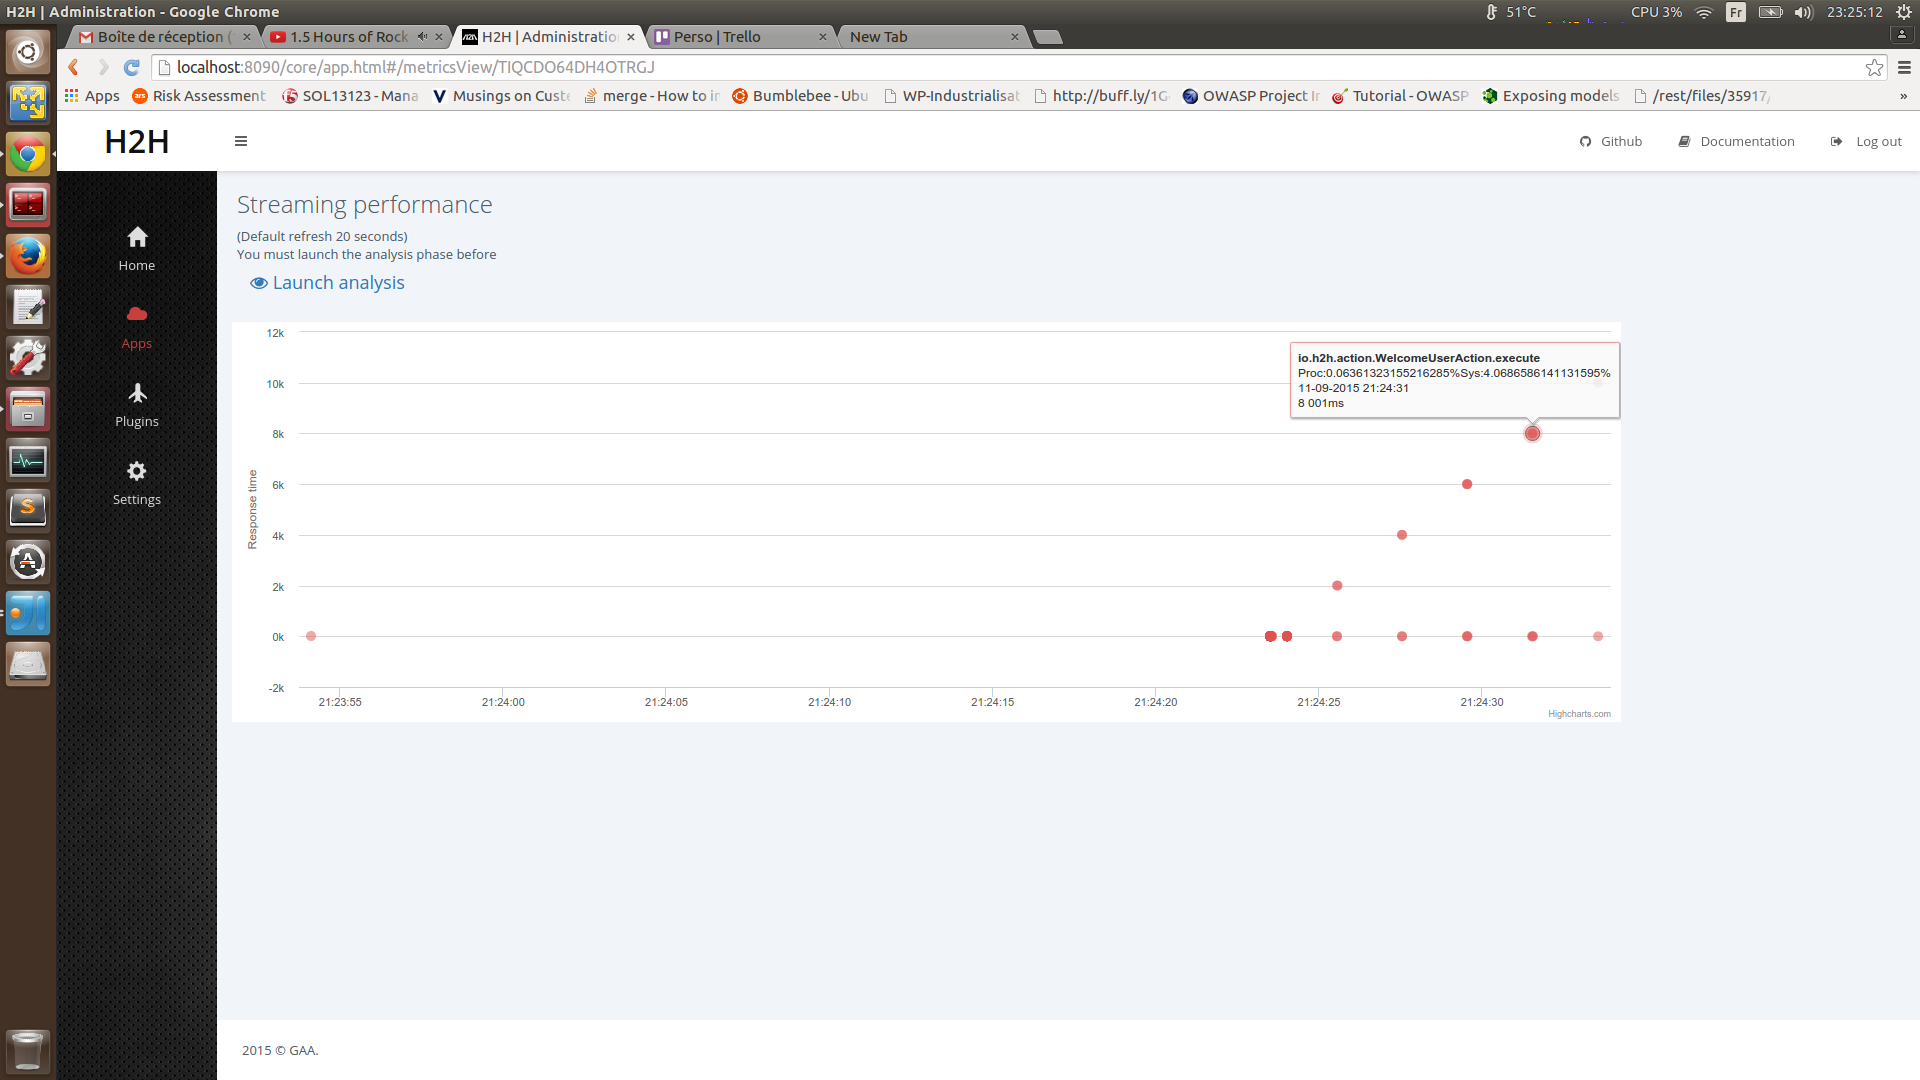 H2H | Administration - Google Chrome
51°C
CPU 3%
Fr
23:25:12
Boîte de réception (
1.5 Hours of Rock
H2H | Administratio
Perso | Trello
New Tab
localhost:8090/core/app.html#/metricsView/TIQCDO64DH4OTRGJ
Apps
Risk Assessment
SOL13123 - Mana
Musings on Cust
merge - How to i
Bumblebee - Ubu
WP-Industrialisat
http://buff.ly/1G
OWASP Project I
Tutorial - OWASP
Exposing models
/rest/files/35917
»
H2H
Github
Documentation
Log out
Home
Apps
Plugins
Settings
Streaming performance
(Default refresh 20 seconds)
You must launch the analysis phase before
Launch analysis
Response time
12k
10k
8k
6k
4k
2k
0k
-2k
io.h2h.action.WelcomeUserAction.execute
Proc:0.06361323155216285%Sys:4.0686586141131595%
11-09-2015 21:24:31
8 001ms
21:23:55
21:24:00
21:24:05
21:24:10
21:24:15
21:24:20
21:24:25
21:24:30
Highcharts.com
2015 © GAA.